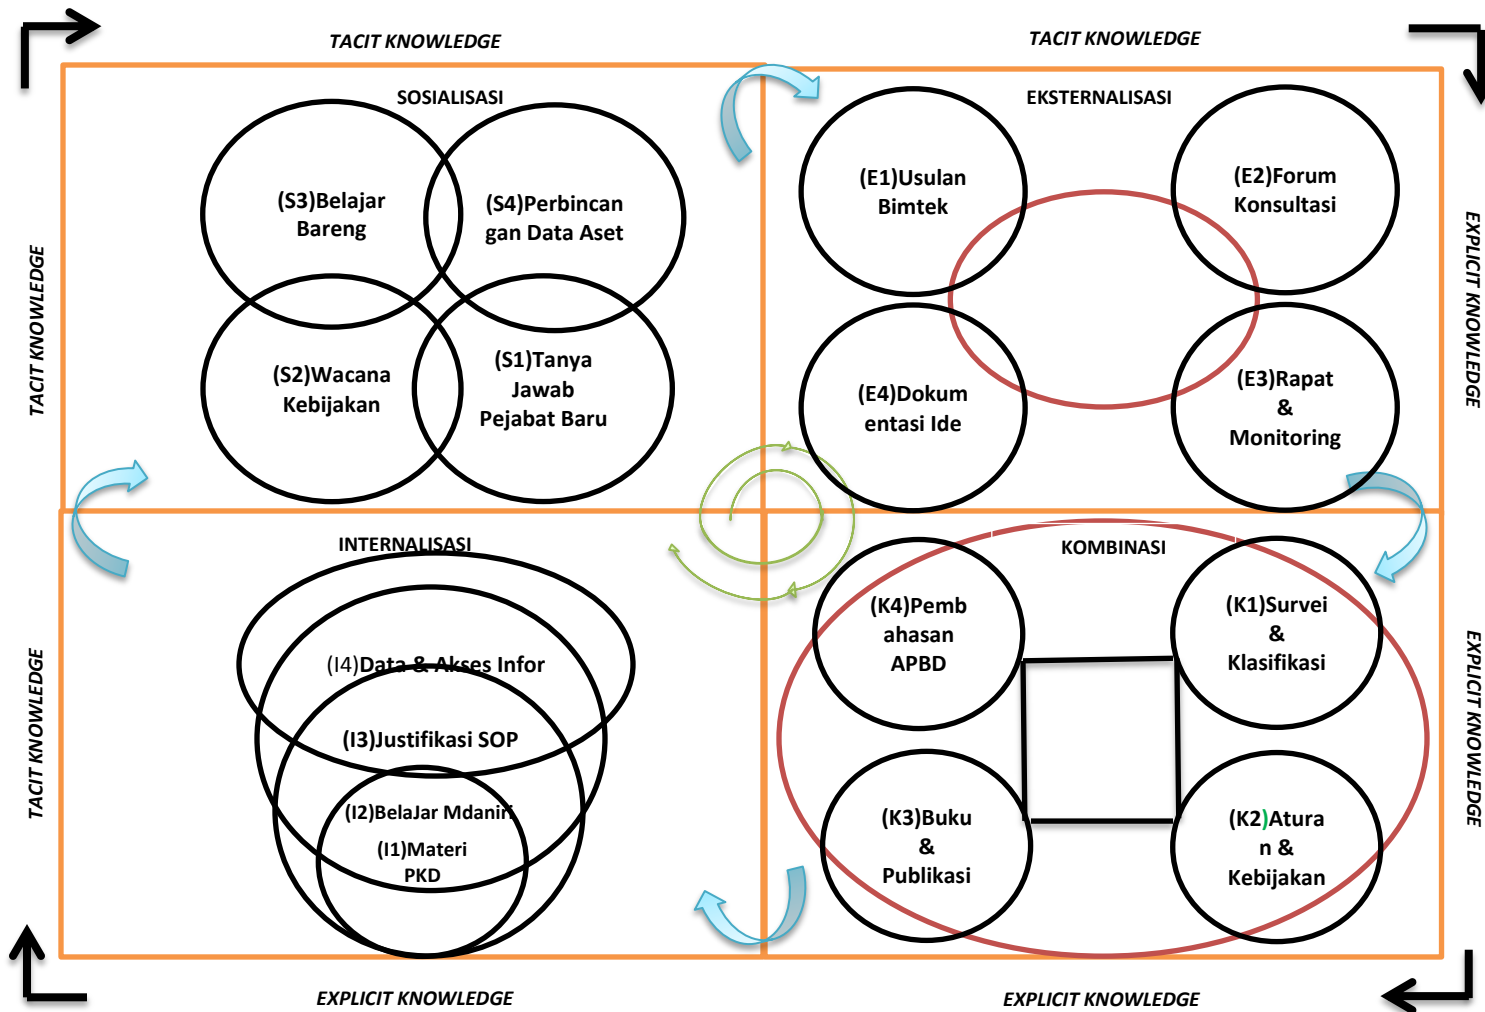 TACIT KNOWLEDGE
TACIT KNOWLEDGE
SOSIALISASI
EKSTERNALISASI
TACIT KNOWLEDGE
(S3)Belajar
Bareng
(S4)Perbincan
gan Data Aset
(S2)Wacana
Kebijakan
(S1)Tanya
Jawab
Pejabat Baru
(E1)Usulan
Bimtek
(E2)Forum
Konsultasi
(E4)Dokum
entasi Ide
(E3)Rapat
&
Monitoring
EXPLICIT KNOWLEDGE
INTERNALISASI
KOMBINASI
TACIT KNOWLEDGE
(I4)Data & Akses Infor
(I3)Justifikasi SOP
(I2)BelaJar Mdaniri
(I1)Materi
PKD
(K4)Pemb
ahasan
APBD
(K1)Survei
&
Klasifikasi
(K3)Buku
&
Publikasi
(K2)Atura
n &
Kebijakan
EXPLICIT KNOWLEDGE
EXPLICIT KNOWLEDGE
EXPLICIT KNOWLEDGE